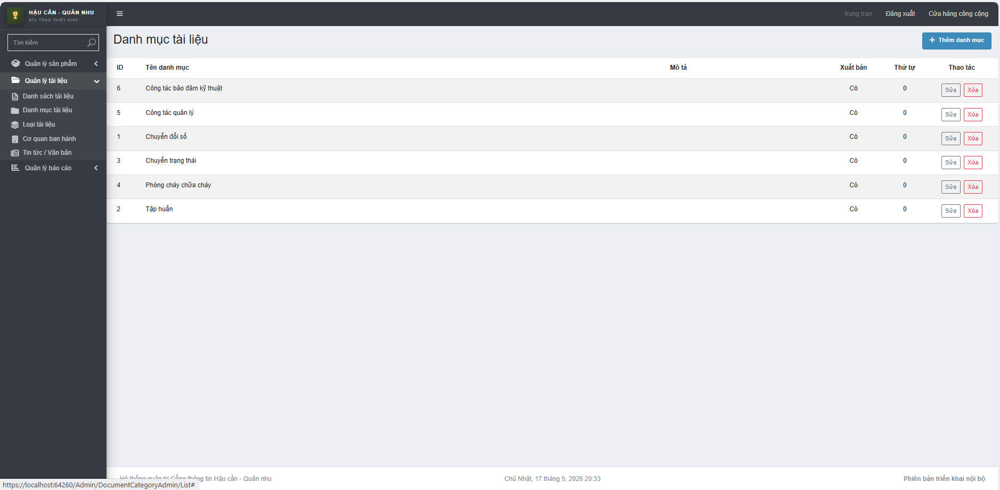 HẬU CẦN - QUÂN NHU
BTL TĂNG THIẾT GIÁP
trung tran Đăng xuất Cửa hàng công cộng
Tìm kiếm
Danh mục tài liệu
Thêm danh mục
Quản lý sản phẩm
Quản lý tài liệu
Danh sách tài liệu
Danh mục tài liệu
Loại tài liệu
Cơ quan ban hành
Tin tức / Văn bản
Quản lý báo cáo
ID Tên danh mục Mô tả Xuất bản Thứ tự Thao tác
6 Công tác bảo đảm kỹ thuật Có 0 Sửa Xóa
5 Công tác quản lý Có 0 Sửa Xóa
1 Chuyển đổi số Có 0 Sửa Xóa
3 Chuyển trạng thái Có 0 Sửa Xóa
4 Phòng cháy chữa cháy Có 0 Sửa Xóa
2 Tập huấn Có 0 Sửa Xóa
Hệ thống quản trị Cổng thông tin Hậu cần - Quân nhu Chủ Nhật, 17 tháng 5, 2026 20:33 Phiên bản triển khai nội bộ
https://localhost:64260/Admin/DocumentCategoryAdmin/List#